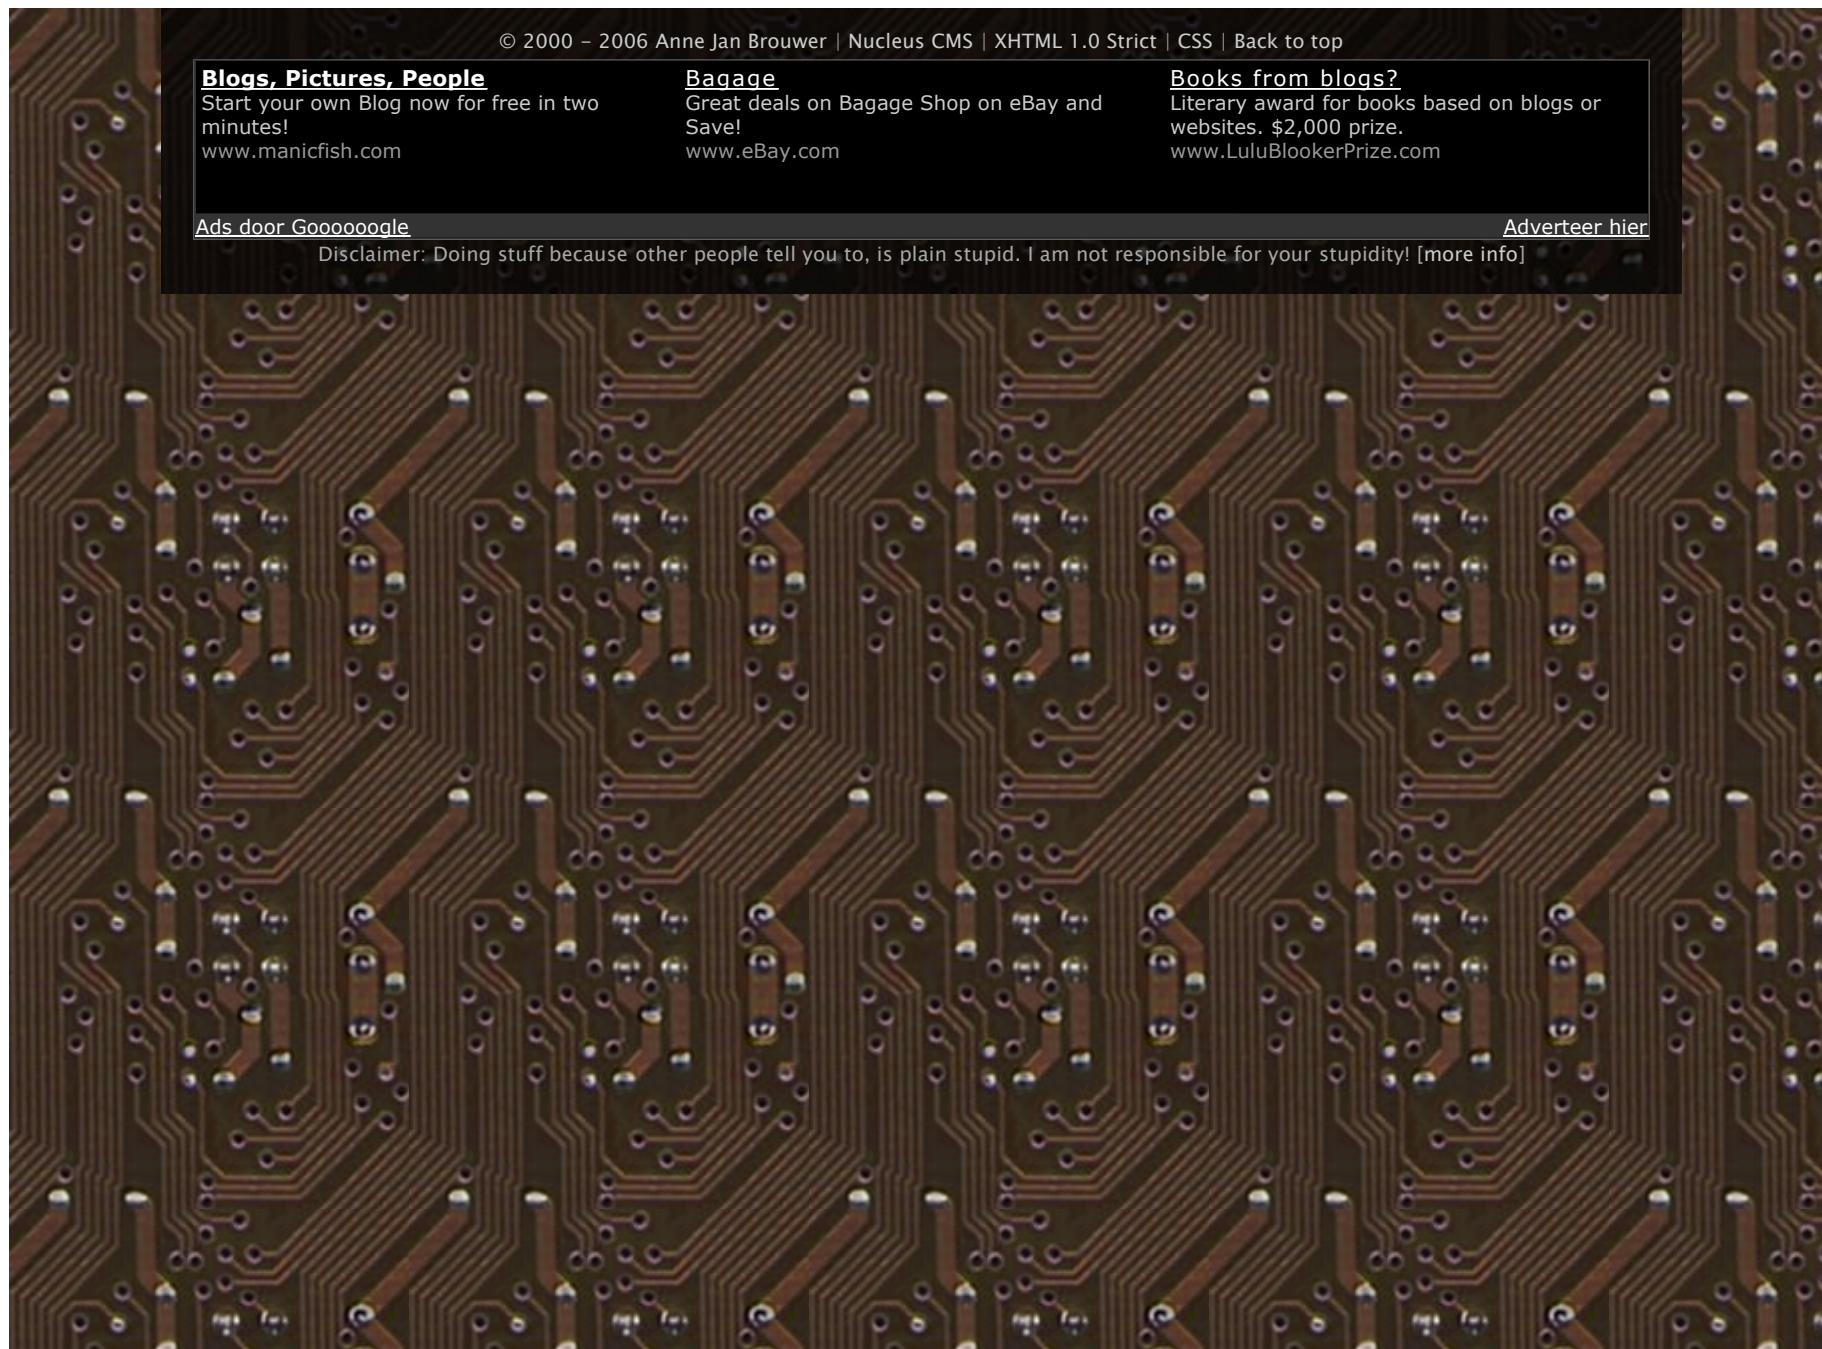 © 2000 - 2006 Anne Jan Brouwer | Nucleus CMS | XHTML 1.0 Strict | CSS | Back to top
Blogs, Pictures, People
Start your own Blog now for free in two
minutes!
www.manicfish.com
Bagage
Great deals on Bagage Shop on eBay and
Save!
www.eBay.com
Books from blogs?
Literary award for books based on blogs or
websites. $2,000 prize.
www.LuluBlookerPrize.com
Ads door Goooooogle
Adverteer hier
Disclaimer: Doing stuff because other people tell you to, is plain stupid. I am not responsible for your stupidity! [more info]